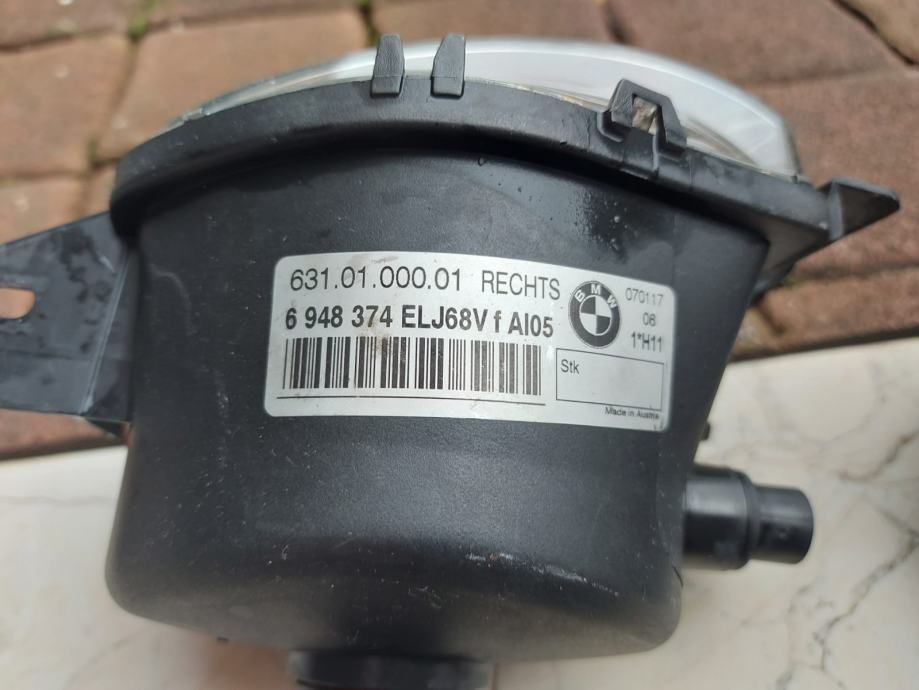 631.01.000.01 RECHTS
6 948 374 ELJ68V f AI05
BMW
070117
06
1*H11
Stk
Made in Austria